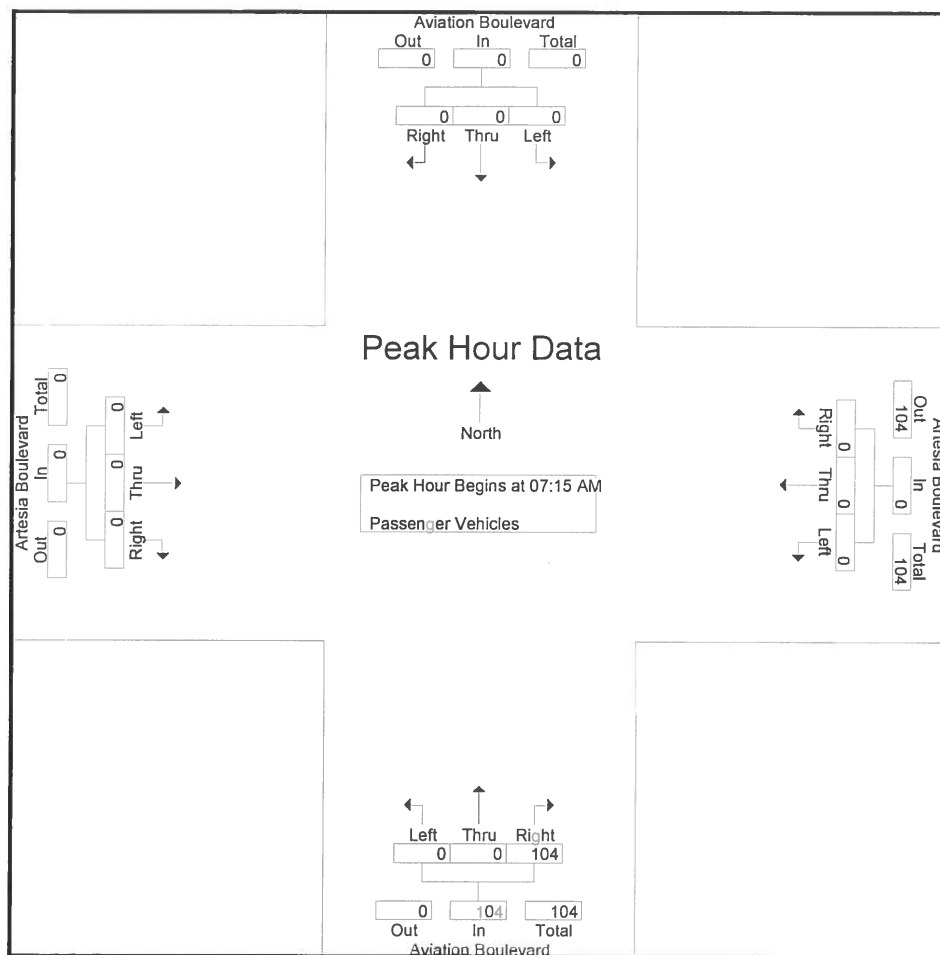 Aviation Boulevard
Out In Total
0 0 0
0 0 0
Right Thru Left
Peak Hour Data
North
Peak Hour Begins at 07:15 AM
Passenger Vehicles
Artesia Boulevard
Total In Out
0 0 0
0 0 0
Left Thru Right
Artesia Boulevard
Out In Total
104 0 104
0 0 0
Right Thru Left
Left Thru Right
0 0 104
0 104 104
Out In Total
Aviation Boulevard